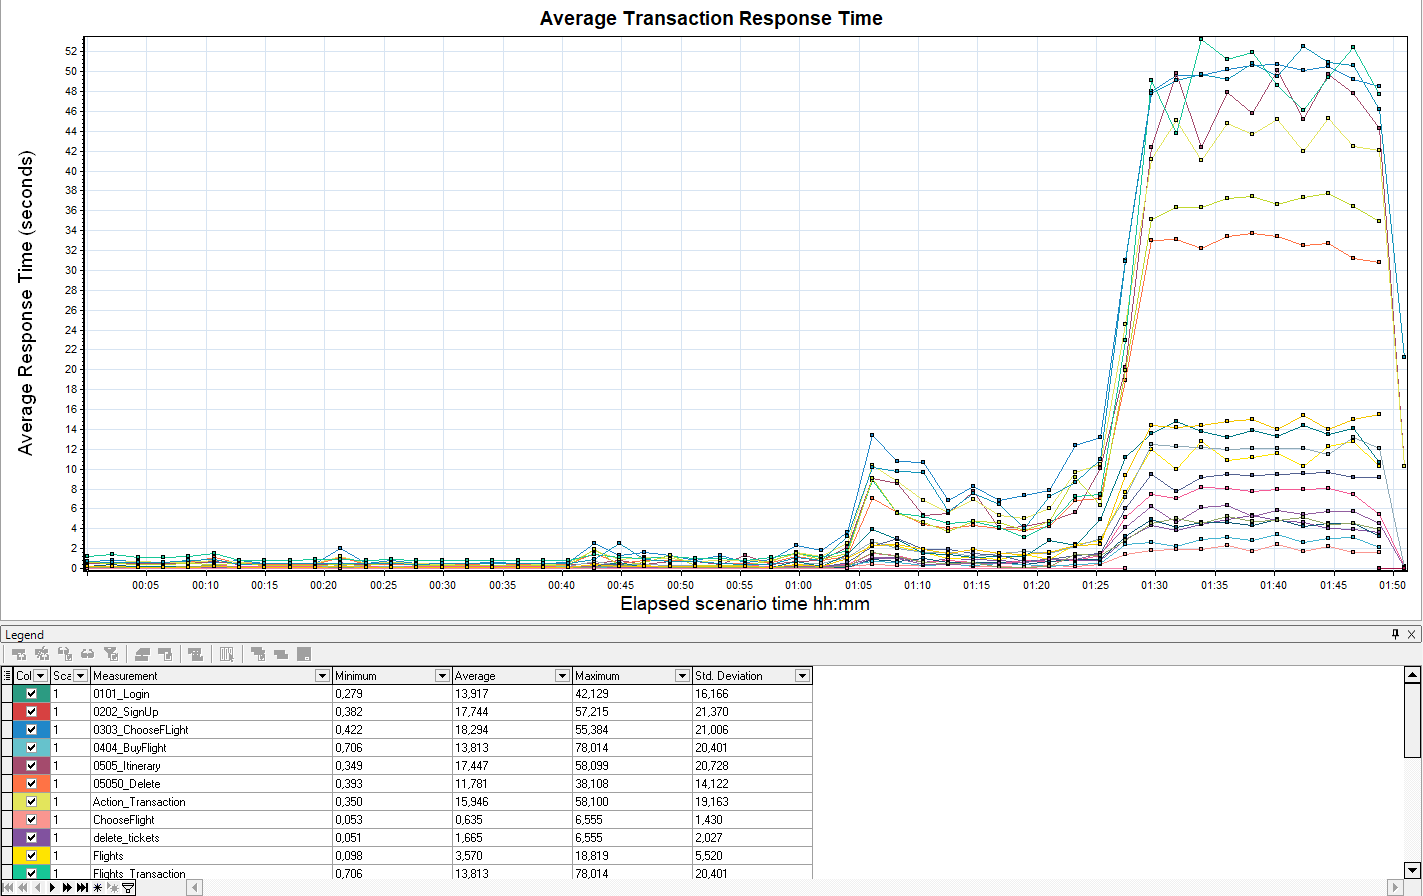 Average Transaction Response Time
Average Response Time (seconds)
52
50
48
46
44
42
40
38
36
34
32
30
28
26
24
22
20
18
16
14
12
10
8
6
4
2
0
00:05 00:10 00:15 00:20 00:25 00:30 00:35 00:40 00:45 00:50 00:55 01:00 01:05 01:10 01:15 01:20 01:25 01:30 01:35 01:40 01:45 01:50
Elapsed scenario time hh:mm
Legend
Col Sca Measurement Minimum Average Maximum Std. Deviation
1 0101_Login 0,279 13,917 42,129 16,166
1 0202_SignUp 0,382 17,744 57,215 21,370
1 0303_ChooseFLight 0,422 18,294 55,384 21,006
1 0404_BuyFlight 0,706 13,813 78,014 20,401
1 0505_Itinerary 0,349 17,447 58,099 20,728
1 05050_Delete 0,393 11,781 38,108 14,122
1 Action_Transaction 0,350 15,946 58,100 19,163
1 ChooseFlight 0,053 0,635 6,555 1,430
1 delete_tickets 0,051 1,665 6,555 2,027
1 Flights 0,098 3,570 18,819 5,520
1 Flights_Transaction 0,706 13,813 78,014 20,401